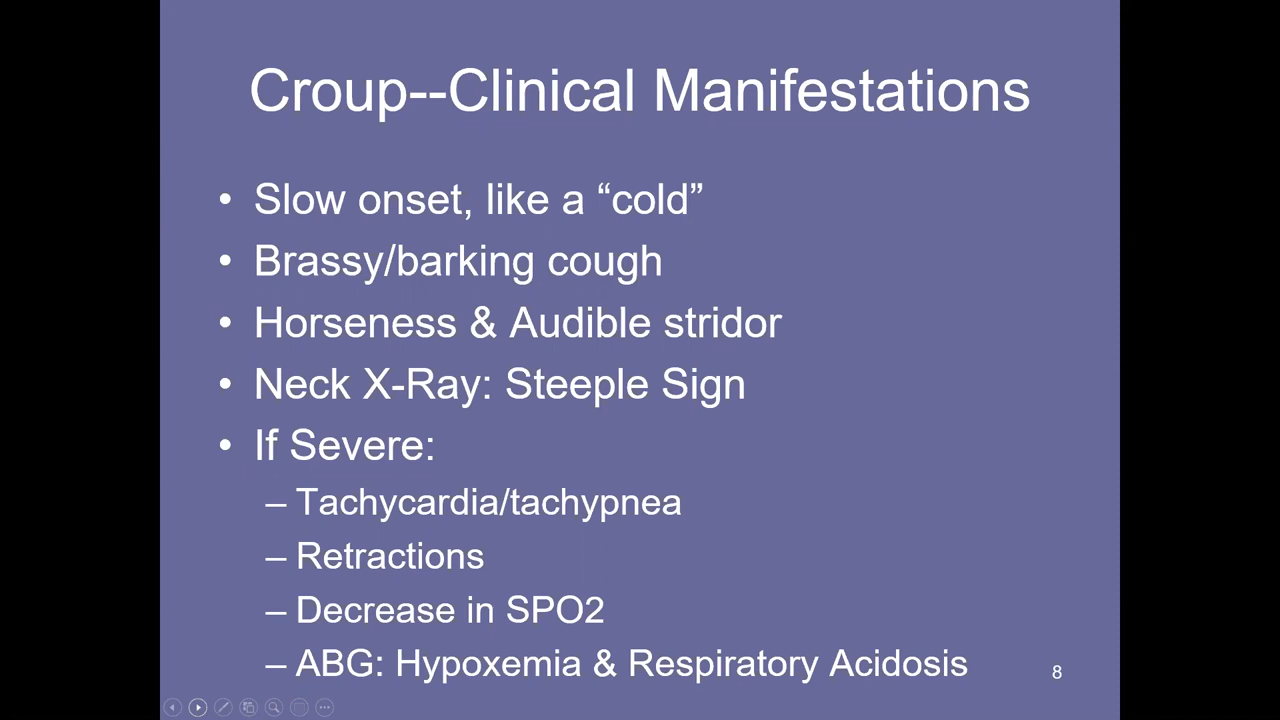 Croup--Clinical Manifestations
• Slow onset, like a “cold”
• Brassy/barking cough
• Horseness & Audible stridor
• Neck X-Ray: Steeple Sign
• If Severe:
– Tachycardia/tachypnea
– Retractions
– Decrease in SPO2
– ABG: Hypoxemia & Respiratory Acidosis
8